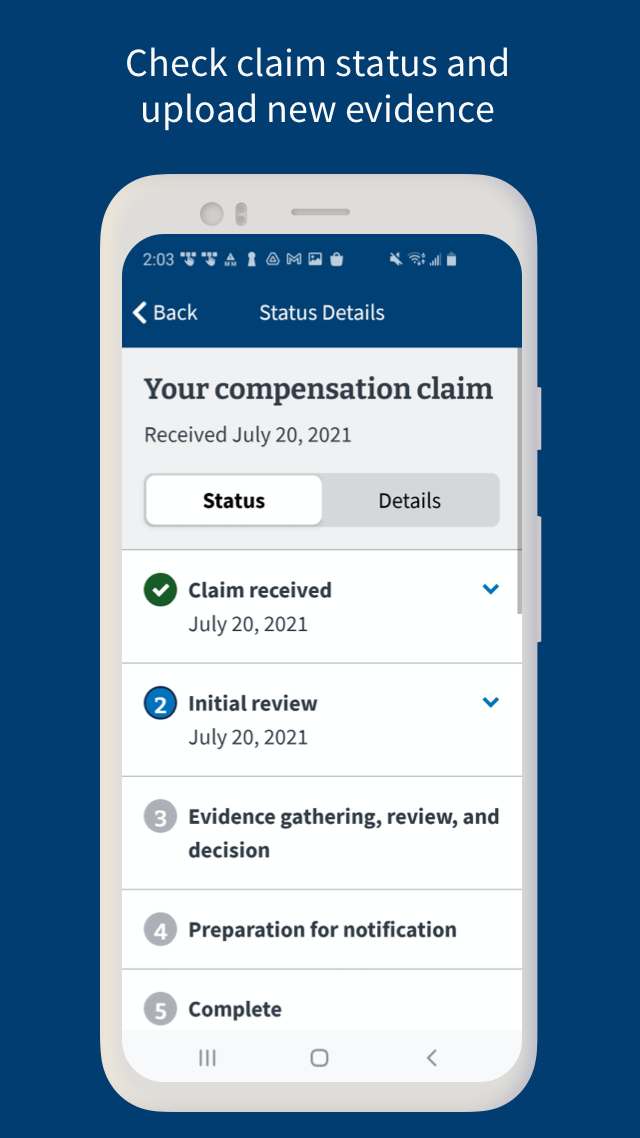 Check claim status and
upload new evidence
2:03
Back
Status Details
Your compensation claim
Received July 20, 2021
Status
Details
Claim received
July 20, 2021
2
Initial review
July 20, 2021
3
Evidence gathering, review, and
decision
4
Preparation for notification
5
Complete